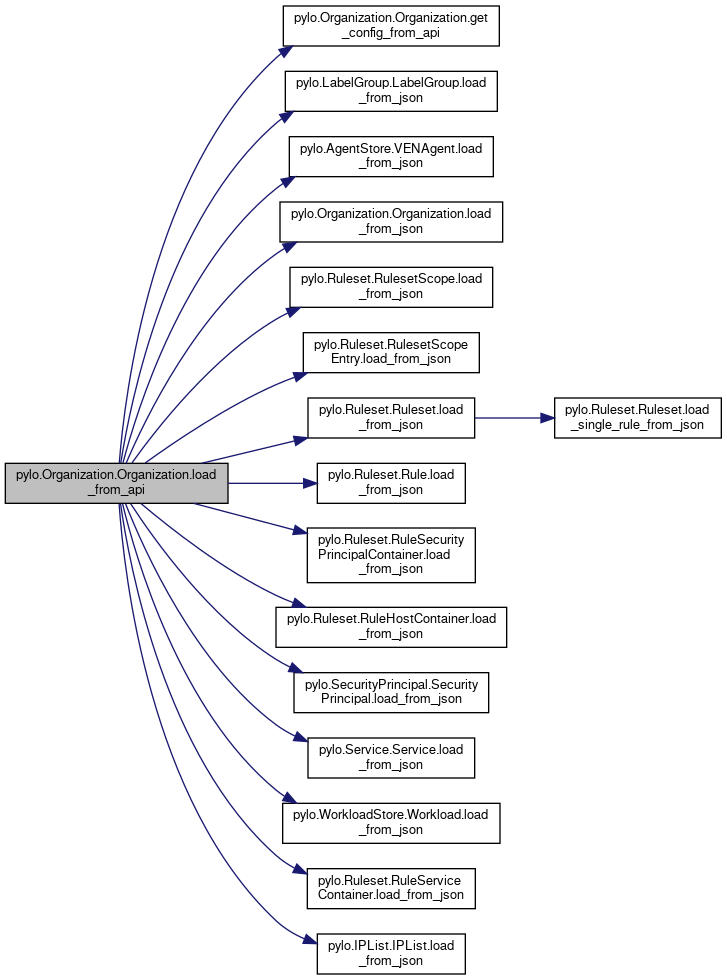 pylo.Organization.Organization.get
_config_from_api
pylo.LabelGroup.LabelGroup.load
_from_json
pylo.AgentStore.VENAgent.load
_from_json
pylo.Organization.Organization.load
_from_json
pylo.Ruleset.RulesetScope.load
_from_json
pylo.Ruleset.RulesetScope
Entry.load_from_json
pylo.Ruleset.Ruleset.load
_from_json
pylo.Ruleset.Ruleset.load
_single_rule_from_json
pylo.Organization.Organization.load
_from_api
pylo.Ruleset.Rule.load
_from_json
pylo.Ruleset.RuleSecurity
PrincipalContainer.load
_from_json
pylo.Ruleset.RuleHostContainer.load
_from_json
pylo.SecurityPrincipal.Security
Principal.load_from_json
pylo.Service.Service.load
_from_json
pylo.WorkloadStore.Workload.load
_from_json
pylo.Ruleset.RuleService
Container.load_from_json
pylo.IPList.IPList.load
_from_json